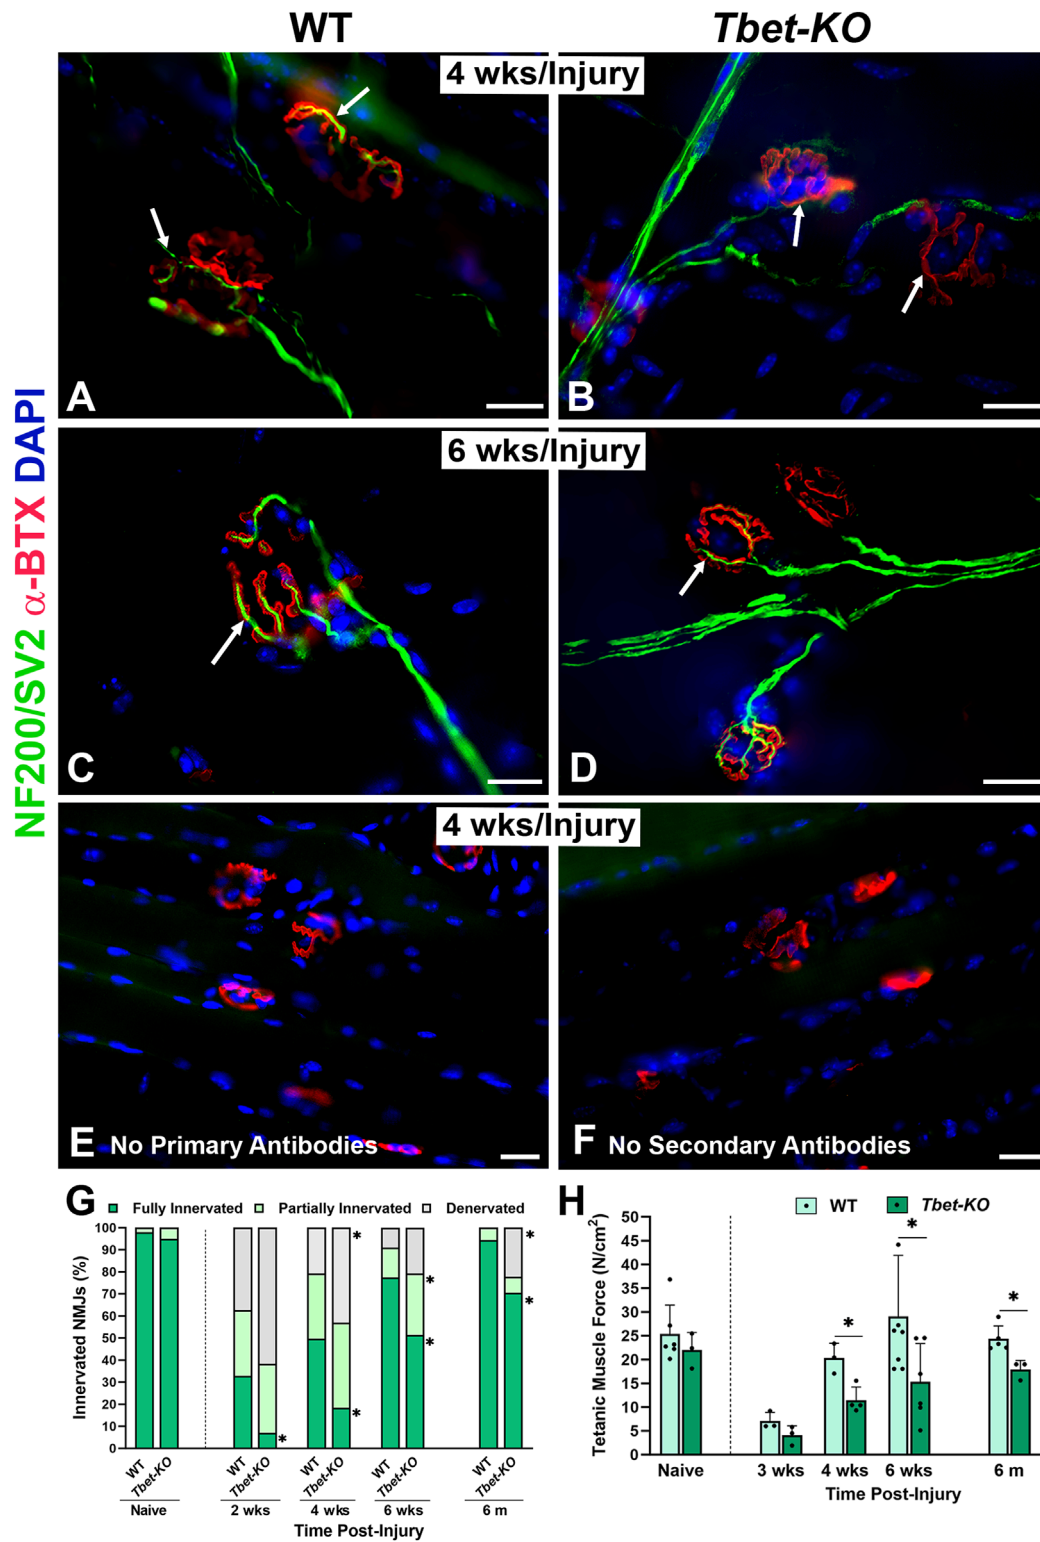 WT
Tbet-KO
NF200/SV2 α-BTX DAPI
4 wks/Injury
A
B
6 wks/Injury
C
D
4 wks/Injury
E No Primary Antibodies
F No Secondary Antibodies
G
Fully Innervated Partially Innervated Denervated
Innervated NMJs (%)
100
90
80
70
60
50
40
30
20
10
0
* * * * * * *
WT Tbet-KO WT Tbet-KO WT Tbet-KO WT Tbet-KO WT Tbet-KO
Naive 2 wks 4 wks 6 wks 6 m
Time Post-Injury
H
WT Tbet-KO
Tetanic Muscle Force (N/cm²)
50
45
40
35
30
25
20
15
10
5
0
* * *
Naive 3 wks 4 wks 6 wks 6 m
Time Post-Injury